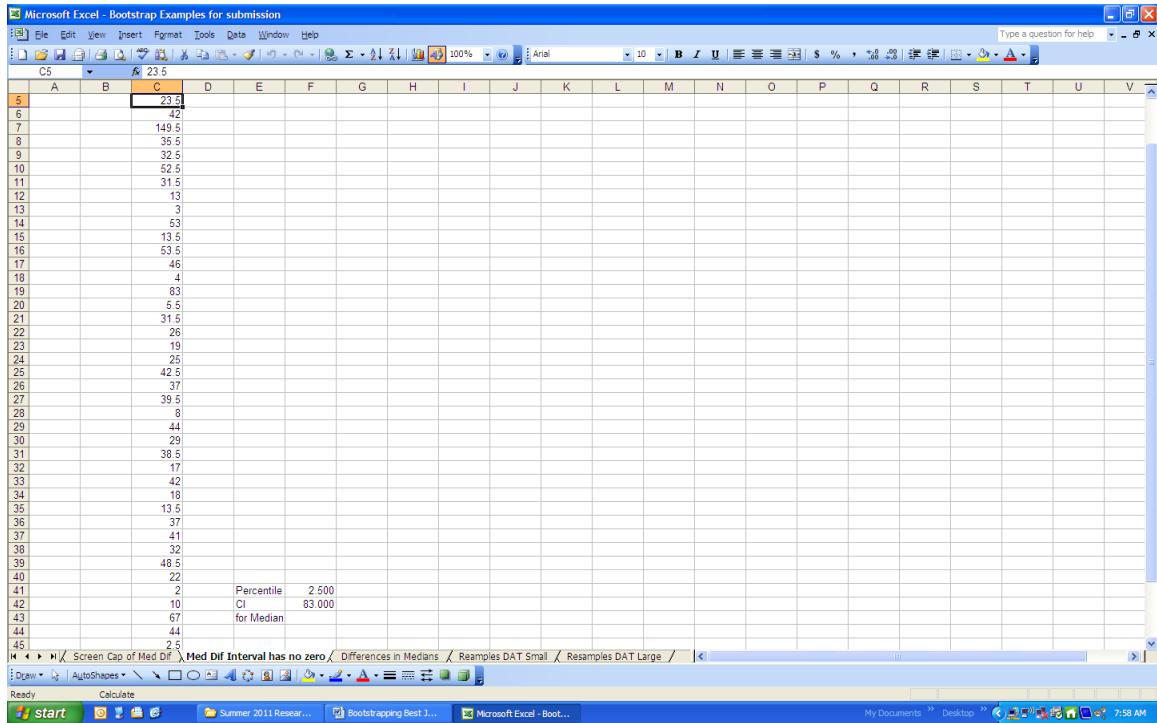 Microsoft Excel - Bootstrap Examples for submission
File Edit View Insert Format Tools Data Window Help
Type a question for help
100% Arial 10 B I U $ % ,
C5 fx 23.5
A B C D E F G H I J K L M N O P Q R S T U V
5 23.5
6 42
7 149.5
8 35.5
9 32.5
10 52.5
11 31.5
12 13
13 3
14 53
15 13.5
16 53.5
17 46
18 4
19 83
20 5.5
21 31.5
22 26
23 19
24 25
25 42.5
26 37
27 39.5
28 8
29 44
30 29
31 38.5
32 17
33 42
34 18
35 13.5
36 37
37 41
38 32
39 48.5
40 22
41 2 Percentile 2.500
42 10 CI 83.000
43 67 for Median
44 44
45 2.5
Screen Cap of Med Dif Med Dif Interval has no zero Differences in Medians Reamples DAT Small Resamples DAT Large
Draw AutoShapes
Ready Calculate
start Summer 2011 Resear... Bootstrapping Best J... Microsoft Excel - Boot... My Documents Desktop 7:58 AM